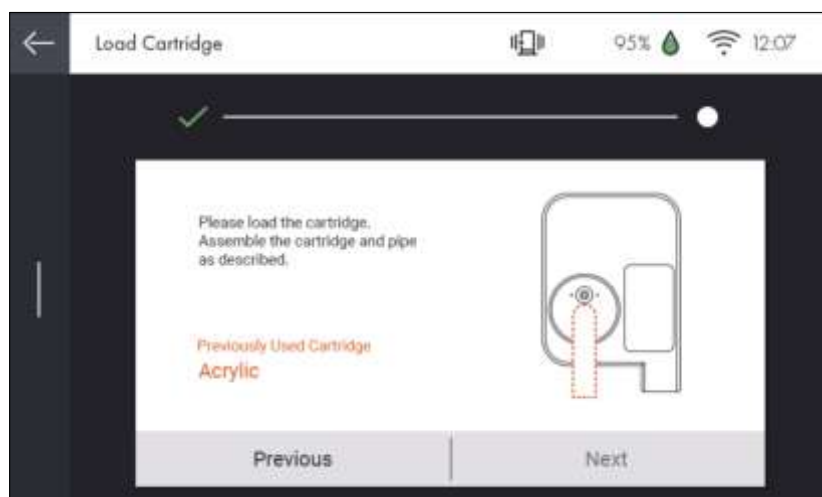 Load Cartridge
95%
12:07
Please load the cartridge.
Assemble the cartridge and pipe
as described.
Previously Used Cartridge
Acrylic
Previous
Next